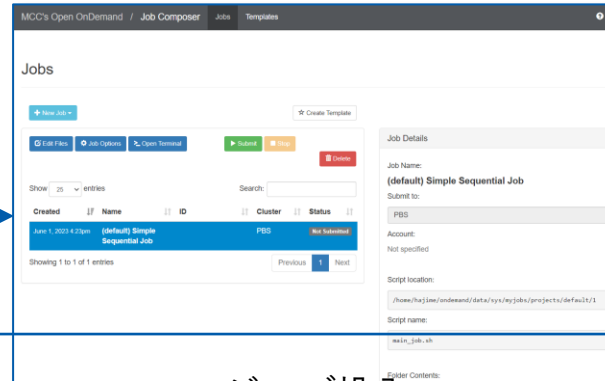 MCC's Open OnDemand / Job Composer Jobs Templates
Jobs
+ New Job
☆ Create Template
Edit Files Job Options Open Terminal Submit Stop
Delete
Show 25 entries Search:
Created Name ID Cluster Status
June 1, 2023 4:23pm (default) Simple Sequential Job PBS Not Submitted
Showing 1 to 1 of 1 entries Previous 1 Next
Job Details
Job Name:
(default) Simple Sequential Job
Submit to:
PBS
Account:
Not specified
Script location:
/home/hajime/ondemand/data/sys/myjobs/projects/default/1
Script name:
main_job.sh
Folder Contents: